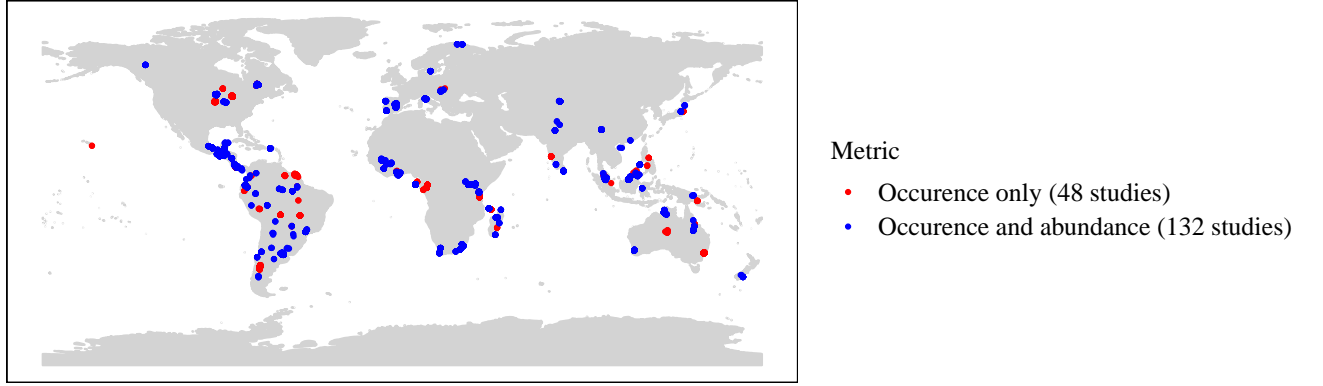 Metric
Occurence only (48 studies)
Occurence and abundance (132 studies)